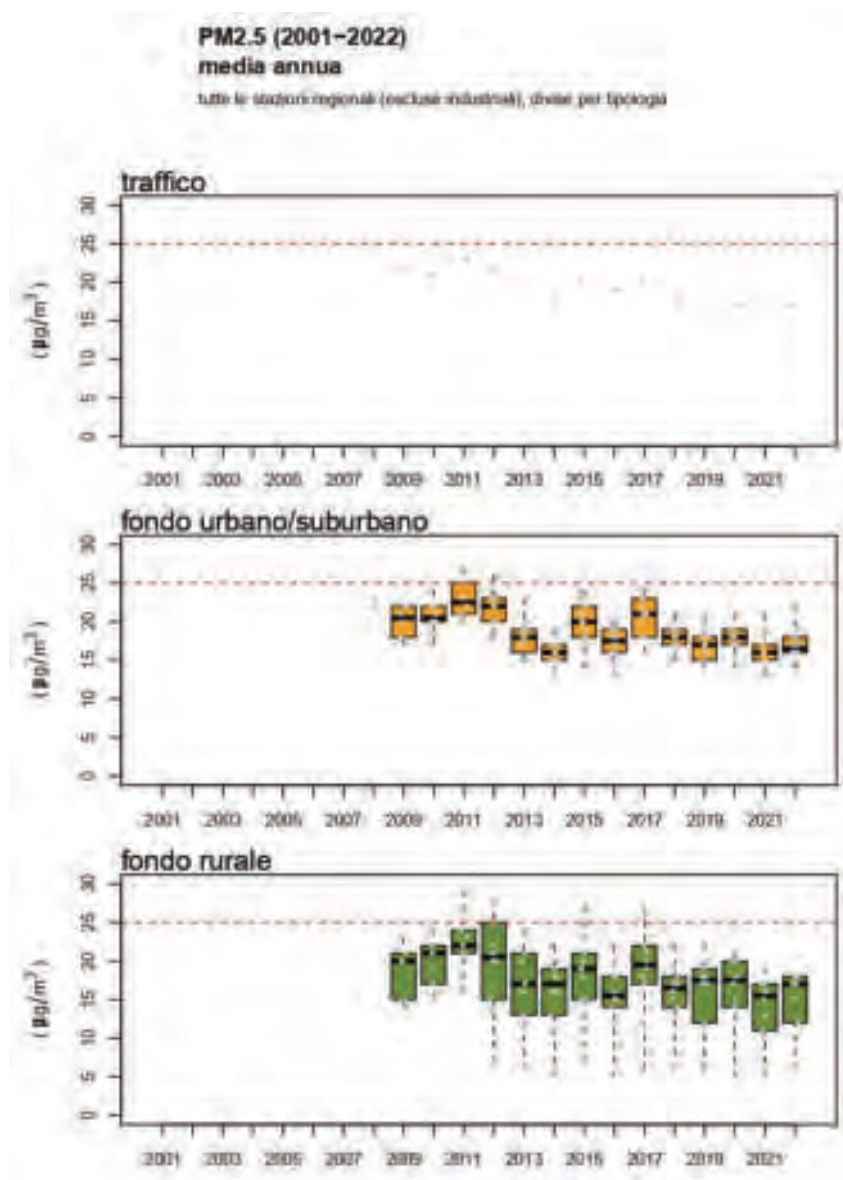 PM2.5 (2001−2022)
media annua
tutte le stazioni regionali (escluse industriali), divise per tipologia
traffico
30
25
20
15
10
5
0
(µg/m³)
2001 2003 2005 2007 2009 2011 2013 2015 2017 2019 2021
fondo urbano/suburbano
30
25
20
15
10
5
0
(µg/m³)
2001 2003 2005 2007 2009 2011 2013 2015 2017 2019 2021
fondo rurale
30
25
20
15
10
5
0
(µg/m³)
2001 2003 2005 2007 2009 2011 2013 2015 2017 2019 2021